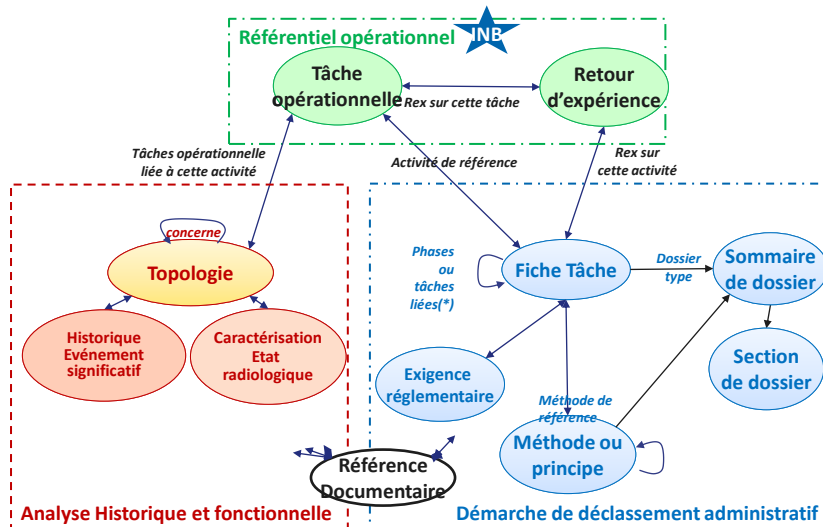 Référentiel opérationnel
INB
Tâche
opérationnelle
Rex sur cette tâche
Retour
d'expérience
Tâches opérationnelle
liée à cette activité
Activité de référence
Rex sur
cette activité
concerne
Topologie
Historique
Evénement
significatif
Caractérisation
Etat
radiologique
Phases
ou
tâches
liées(*)
Fiche Tâche
Dossier
type
Sommaire
de dossier
Section
de dossier
Exigence
réglementaire
Méthode de
référence
Méthode ou
principe
Référence
Documentaire
Analyse Historique et fonctionnelle
Démarche de déclassement administratif